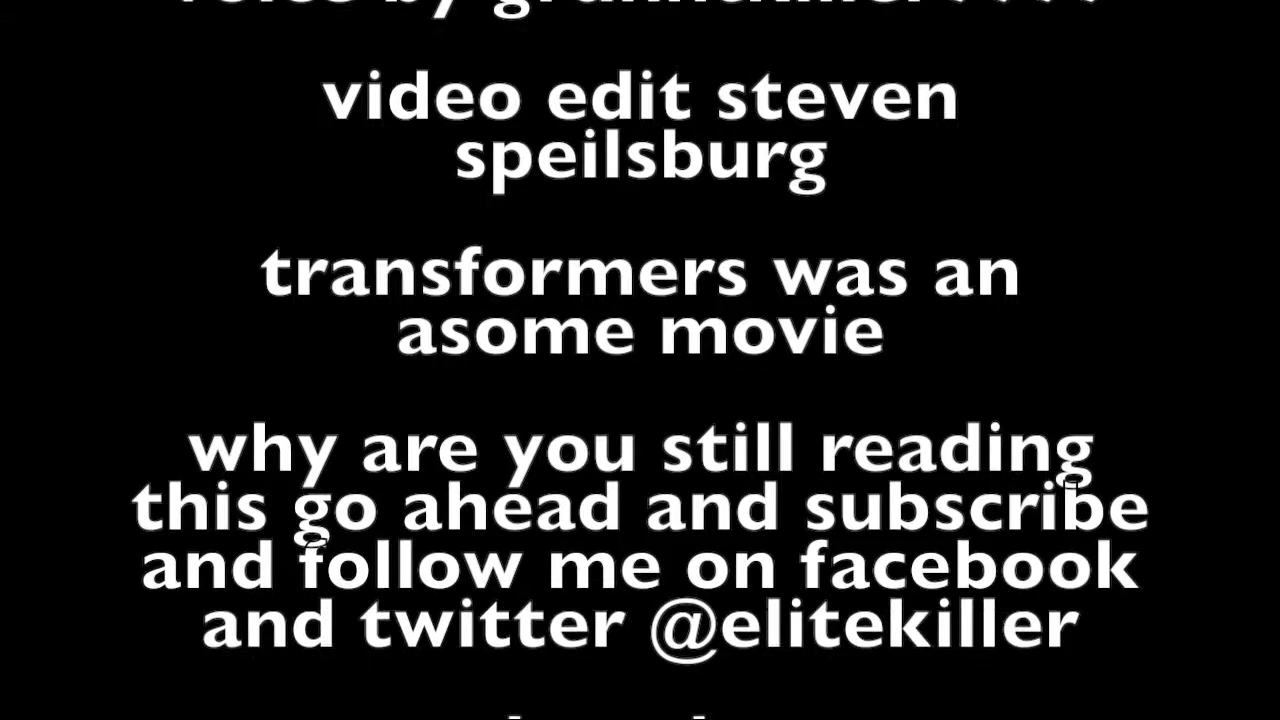 video edit steven
speilsburg
transformers was an
asome movie
why are you still reading
this go ahead and subscribe
and follow me on facebook
and twitter @elitekiller